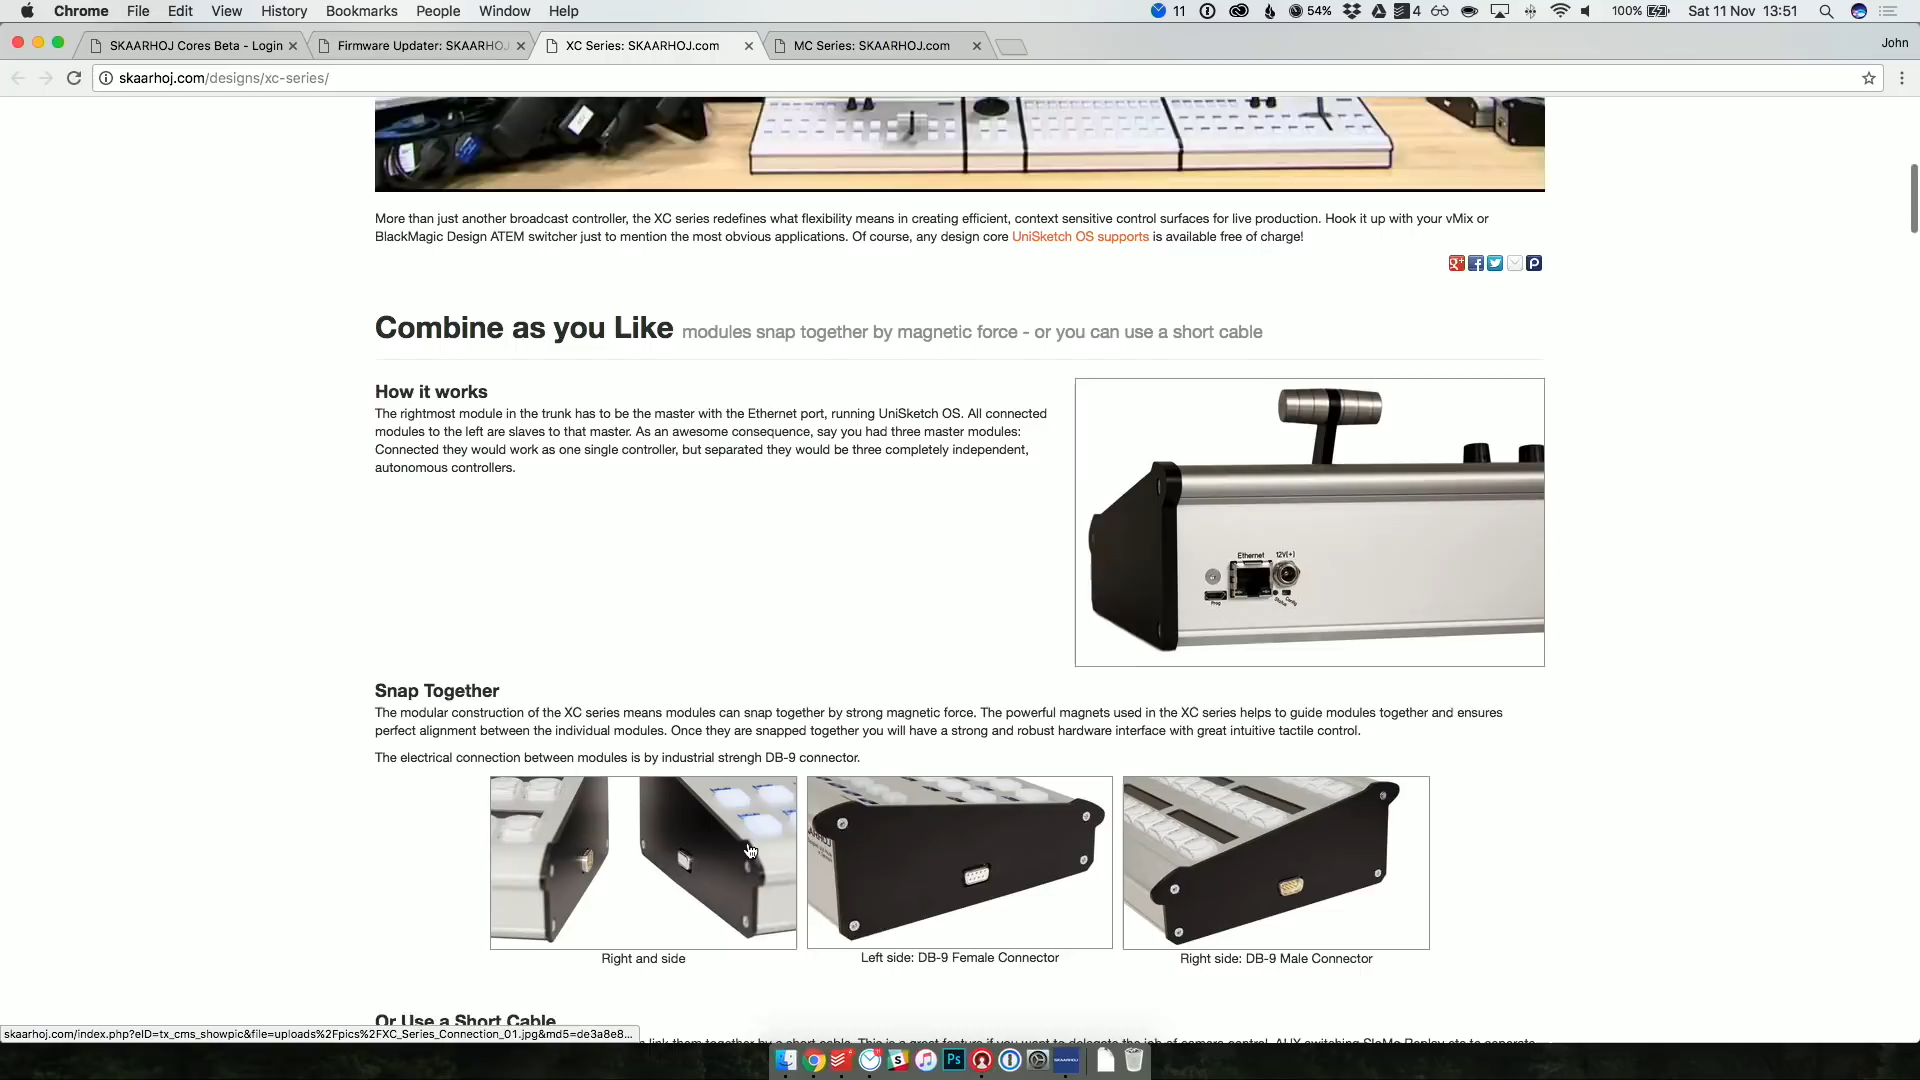 Chrome File Edit View History Bookmarks People Window Help 11 54% 4 100% Sat 11 Nov 13:51
SKAARHOJ Cores Beta - Login Firmware Updater: SKAARHOJ XC Series: SKAARHOJ.com MC Series: SKAARHOJ.com John
skaarhoj.com/designs/xc-series/
More than just another broadcast controller, the XC series redefines what flexibility means in creating efficient, context sensitive control surfaces for live production. Hook it up with your vMix or
BlackMagic Design ATEM switcher just to mention the most obvious applications. Of course, any design core UniSketch OS supports is available free of charge!
Combine as you Like modules snap together by magnetic force - or you can use a short cable
How it works
The rightmost module in the trunk has to be the master with the Ethernet port, running UniSketch OS. All connected
modules to the left are slaves to that master. As an awesome consequence, say you had three master modules:
Connected they would work as one single controller, but separated they would be three completely independent,
autonomous controllers.
Ethernet 12V(+)
Prog Status Config
Snap Together
The modular construction of the XC series means modules can snap together by strong magnetic force. The powerful magnets used in the XC series helps to guide modules together and ensures
perfect alignment between the individual modules. Once they are snapped together you will have a strong and robust hardware interface with great intuitive tactile control.
The electrical connection between modules is by industrial strengh DB-9 connector.
Right and side
Left side: DB-9 Female Connector
Right side: DB-9 Male Connector
Or Use a Short Cable
skaarhoj.com/index.php?eID=tx_cms_showpic&file=uploads%2Fpics%2FXC_Series_Connection_01.jpg&md5=de3a8e8...